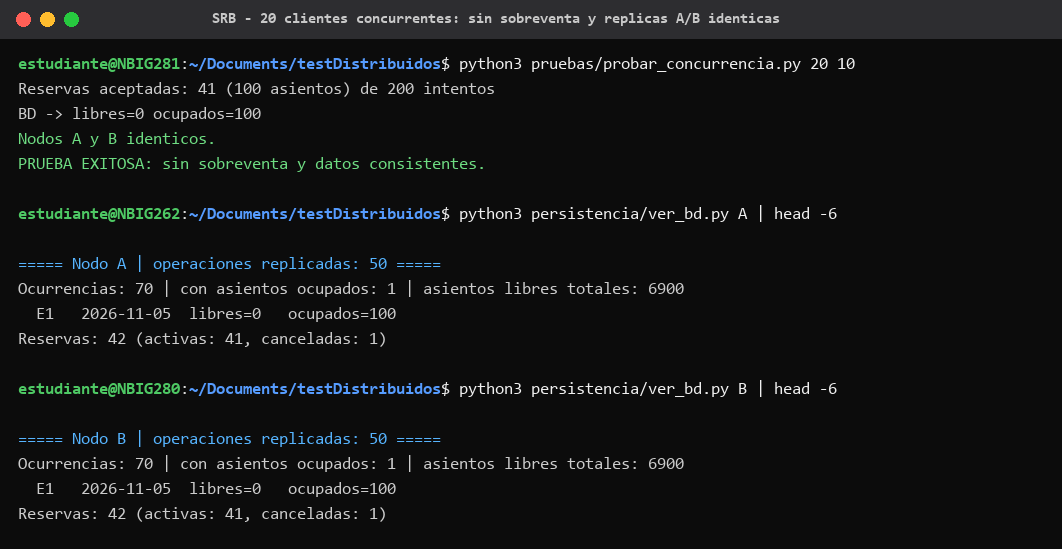 SRB - 20 clientes concurrentes: sin sobreventa y replicas A/B identicas
estudiante@NBIG281:~/Documents/testDistribuidos$ python3 pruebas/probar_concurrencia.py 20 10
Reservas aceptadas: 41 (100 asientos) de 200 intentos
BD -> libres=0 ocupados=100
Nodos A y B identicos.
PRUEBA EXITOSA: sin sobreventa y datos consistentes.
estudiante@NBIG262:~/Documents/testDistribuidos$ python3 persistencia/ver_bd.py A | head -6
===== Nodo A | operaciones replicadas: 50 =====
Ocurrencias: 70 | con asientos ocupados: 1 | asientos libres totales: 6900
E1   2026-11-05  libres=0   ocupados=100
Reservas: 42 (activas: 41, canceladas: 1)
estudiante@NBIG280:~/Documents/testDistribuidos$ python3 persistencia/ver_bd.py B | head -6
===== Nodo B | operaciones replicadas: 50 =====
Ocurrencias: 70 | con asientos ocupados: 1 | asientos libres totales: 6900
E1   2026-11-05  libres=0   ocupados=100
Reservas: 42 (activas: 41, canceladas: 1)